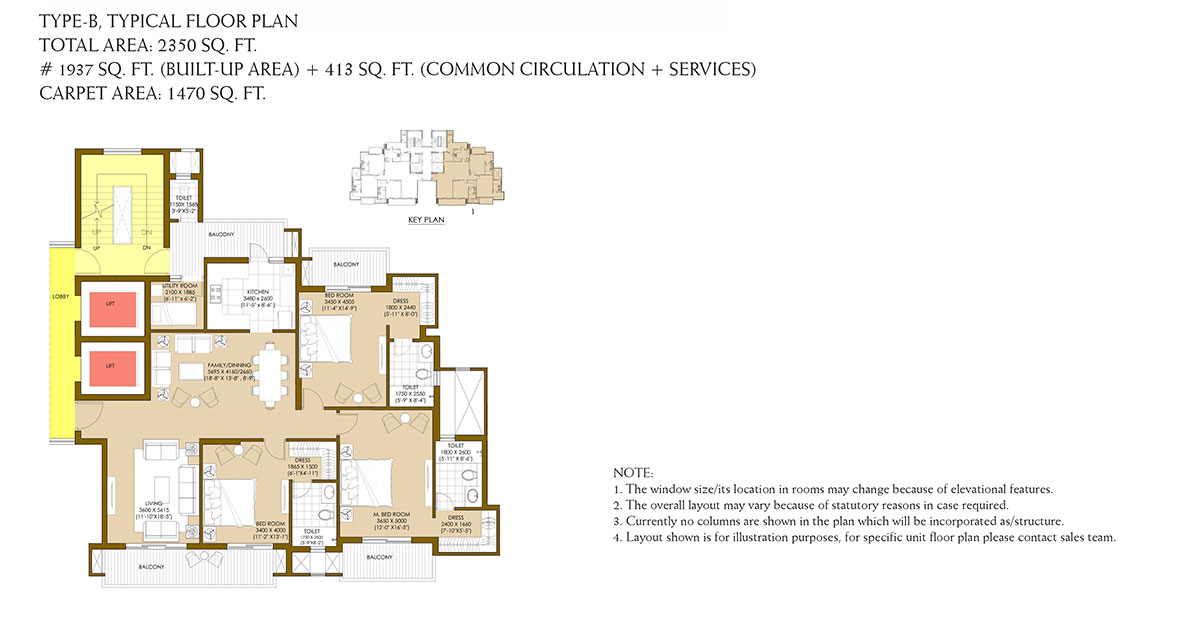 TYPE-B, TYPICAL FLOOR PLAN
TOTAL AREA: 2350 SQ. FT.
# 1937 SQ. FT. (BUILT-UP AREA) + 413 SQ. FT. (COMMON CIRCULATION + SERVICES)
CARPET AREA: 1470 SQ. FT.
KEY PLAN
1
TOILET
1150X 1565
3'-9"X5'-2"
BALCONY
UP
DN
UP
DN
LOBBY
LIFT
LIFT
UTILITY ROOM
2100 X 1885
(6'-11" x 6'-2")
KITCHEN
3480 x 2600
(11'-5" x 8'-6")
BALCONY
BED ROOM
3450 X 4505
(11'-4"X14'-9")
DRESS
1800 X 2440
(5'-11" X 8'-0")
FAMILY/DINNING
5695 X 4160/2660
(18'-8" X 13'-8", 8'-9")
TOILET
1750 X 2550
(5'-9" X 8'-4")
TOILET
1800 X 2600
(5'-11" X 8'-6")
DRESS
1865 X 1500
(6'-1"X4'-11")
LIVING
3600 X 5615
(11'-10"X18'-5")
BED ROOM
3400 X 4000
(11'-2" X13'-1")
TOILET
1750 X 2500
(5'-9"X8'-2")
M. BED ROOM
3650 X 5000
(12'-0" X16'-5")
DRESS
2400 X 1660
(7'-10"X5'-5")
BALCONY
BALCONY
NOTE:
1. The window size/its location in rooms may change because of elevational features.
2. The overall layout may vary because of statutory reasons in case required.
3. Currently no columns are shown in the plan which will be incorporated as/structure.
4. Layout shown is for illustration purposes, for specific unit floor plan please contact sales team.